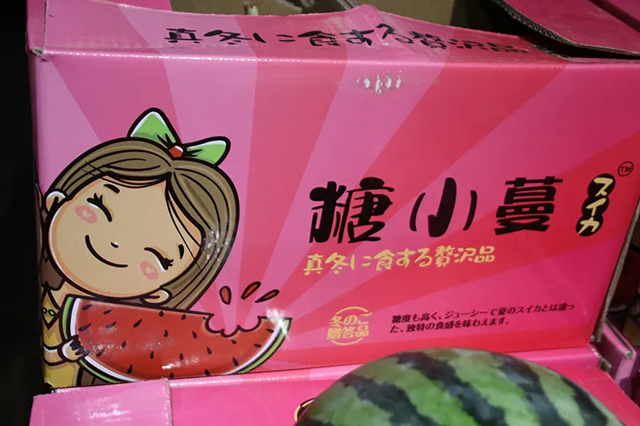 真冬に食する贅沢品
糖小蔓
スイカ
TM
真冬に食する贅沢品
冬のご
贈答品
糖度も高く、ジューシーで夏のスイカとは違っ
た、独特の食感を味わえます。